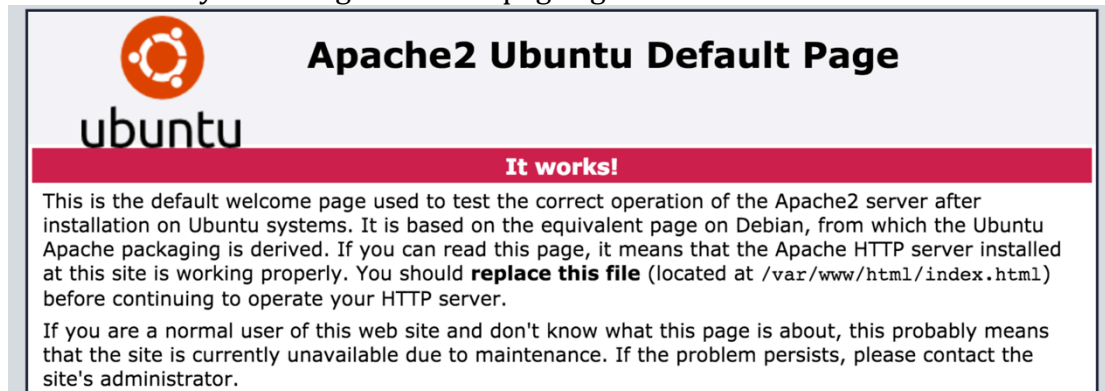 Apache2 Ubuntu Default Page
ubuntu
It works!
This is the default welcome page used to test the correct operation of the Apache2 server after
installation on Ubuntu systems. It is based on the equivalent page on Debian, from which the Ubuntu
Apache packaging is derived. If you can read this page, it means that the Apache HTTP server installed
at this site is working properly. You should replace this file (located at /var/www/html/index.html)
before continuing to operate your HTTP server.
If you are a normal user of this web site and don't know what this page is about, this probably means
that the site is currently unavailable due to maintenance. If the problem persists, please contact the
site's administrator.